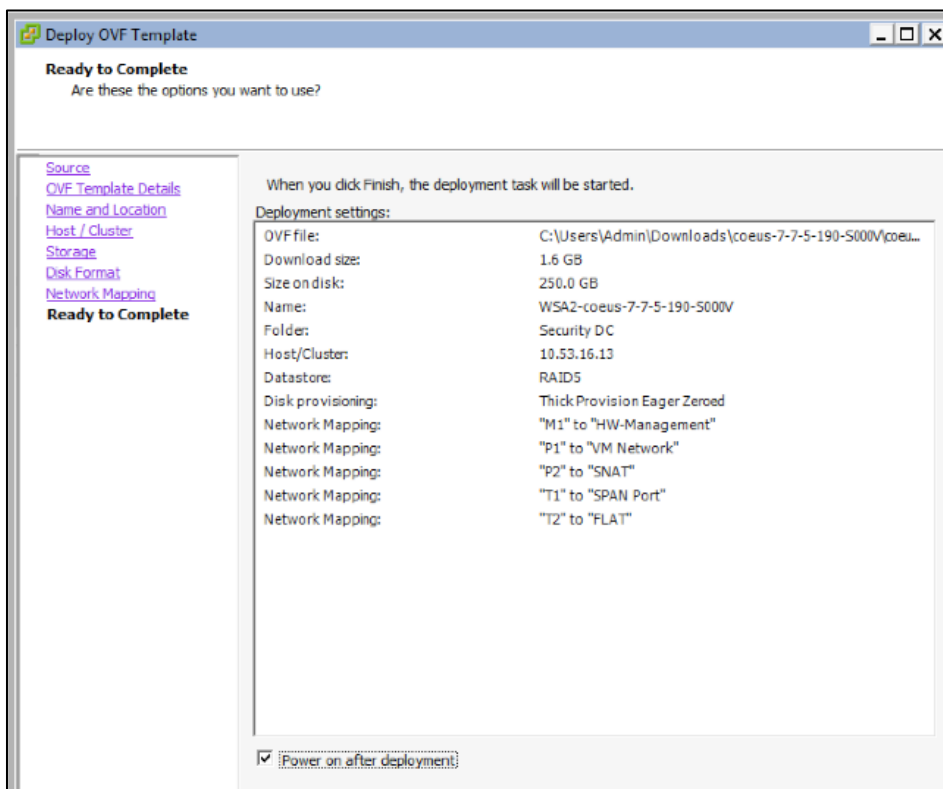 Deploy OVF Template
Ready to Complete
Are these the options you want to use?
Source
OVF Template Details
Name and Location
Host / Cluster
Storage
Disk Format
Network Mapping
Ready to Complete
When you click Finish, the deployment task will be started.
Deployment settings:
OVF file: C:\Users\Admin\Downloads\coeus-7-7-5-190-S000V\coeu...
Download size: 1.6 GB
Size on disk: 250.0 GB
Name: WSA2-coeus-7-7-5-190-S000V
Folder: Security DC
Host/Cluster: 10.53.16.13
Datastore: RAID5
Disk provisioning: Thick Provision Eager Zeroed
Network Mapping: "M1" to "HW-Management"
Network Mapping: "P1" to "VM Network"
Network Mapping: "P2" to "SNAT"
Network Mapping: "T1" to "SPAN Port"
Network Mapping: "T2" to "FLAT"
Power on after deployment